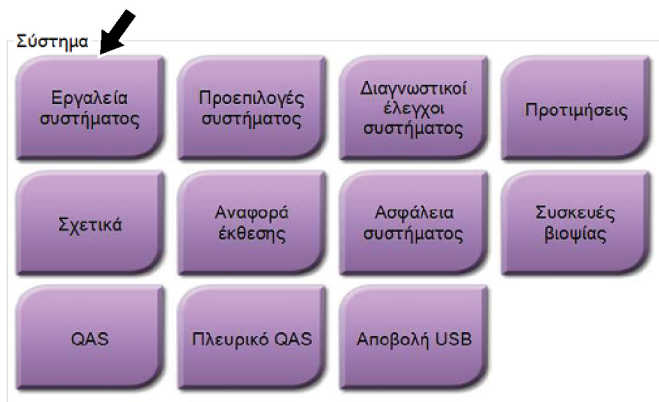 Σύστημα
Εργαλεία
συστήματος
Προεπιλογές
συστήματος
Διαγνωστικοί
έλεγχοι
συστήματος
Προτιμήσεις
Σχετικά
Αναφορά
έκθεσης
Ασφάλεια
συστήματος
Συσκευές
βιοψίας
QAS
Πλευρικό QAS
Αποβολή USB